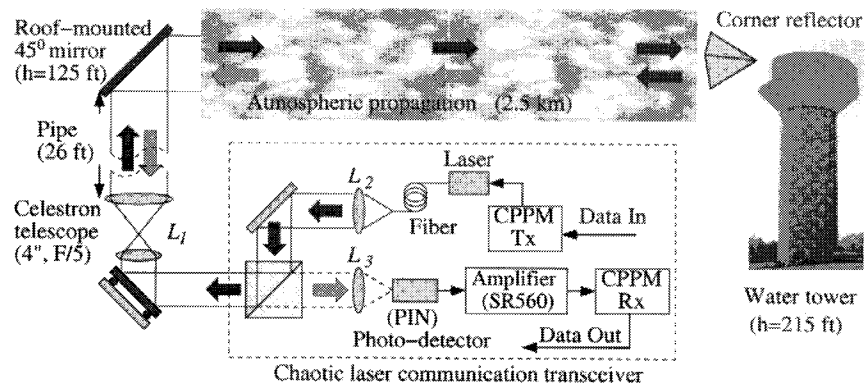 Roof-mounted
45⁰ mirror
(h=125 ft)
Corner reflector
Atmospheric propagation (2.5 km)
Pipe
(26 ft)
Laser
L₂
Fiber
CPPM
Tx
Data In
Celestron
telescope
(4", F/5)
L₁
L₃
(PIN)
Photo-detector
Amplifier
(SR560)
CPPM
Rx
Data Out
Water tower
(h=215 ft)
Chaotic laser communication transceiver